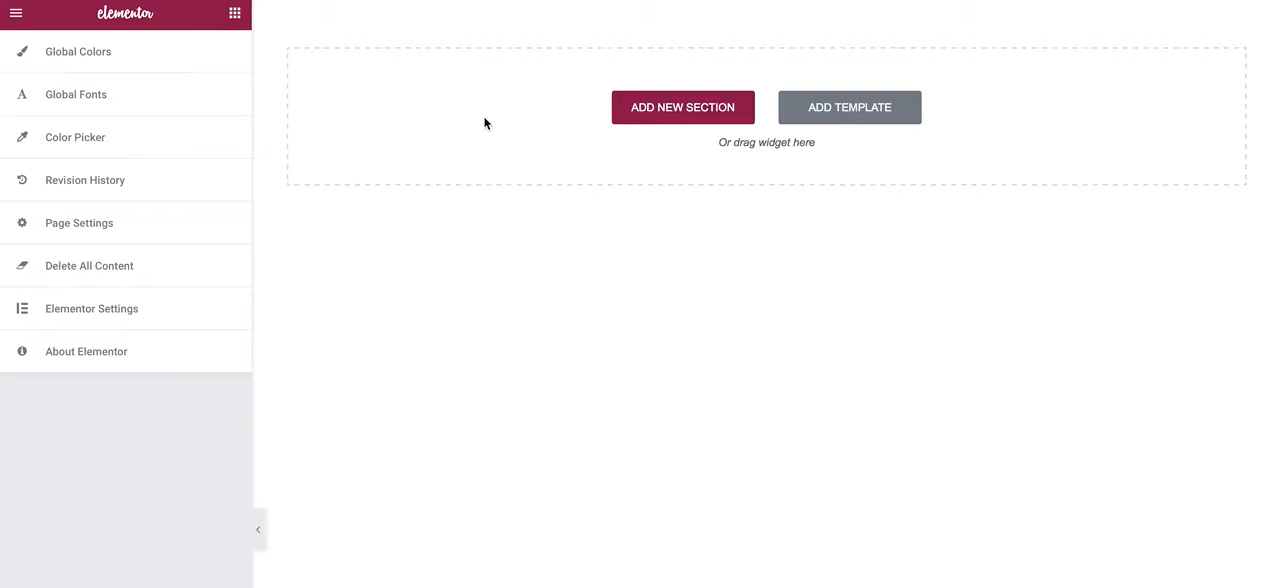 elementor
Global Colors
Global Fonts
Color Picker
Revision History
Page Settings
Delete All Content
Elementor Settings
About Elementor
ADD NEW SECTION
ADD TEMPLATE
Or drag widget here